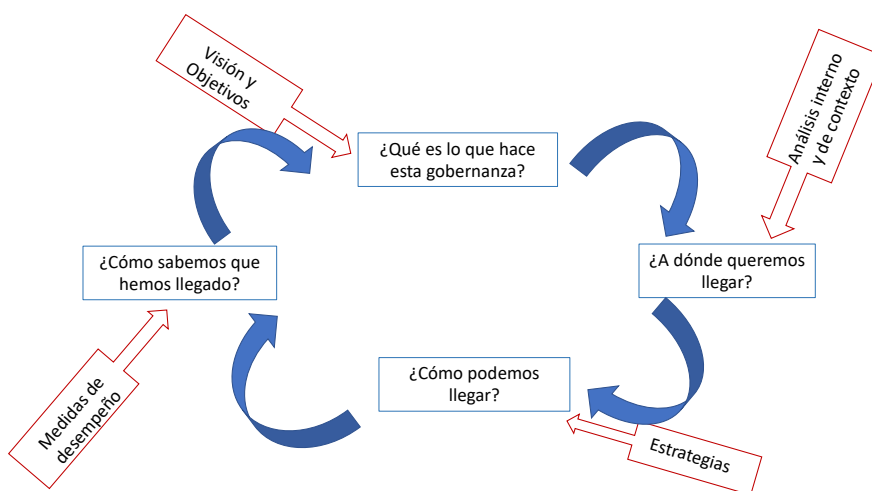 Visión y
Objetivos
Análisis interno
y de contexto
¿Qué es lo que hace
esta gobernanza?
¿Cómo sabemos que
hemos llegado?
¿A dónde queremos
llegar?
¿Cómo podemos
llegar?
Medidas de
desempeño
Estrategias